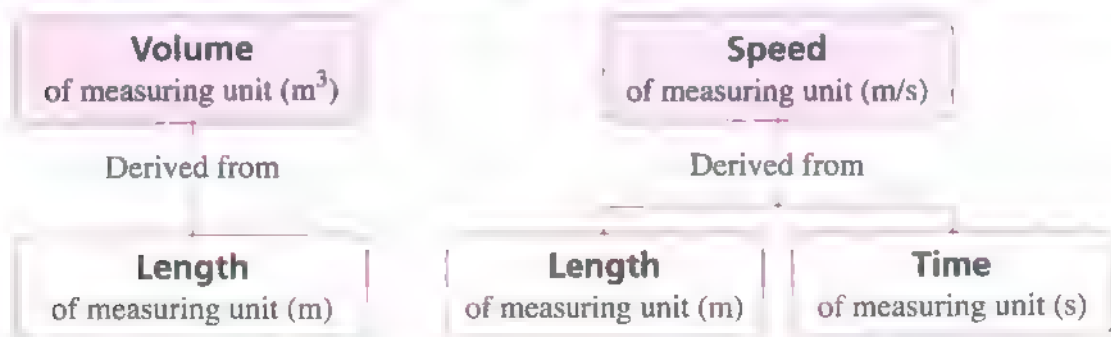 Volume
of measuring unit (m³)
Speed
of measuring unit (m/s)
Derived from
Derived from
Length
of measuring unit (m)
Length
of measuring unit (m)
Time
of measuring unit (s)